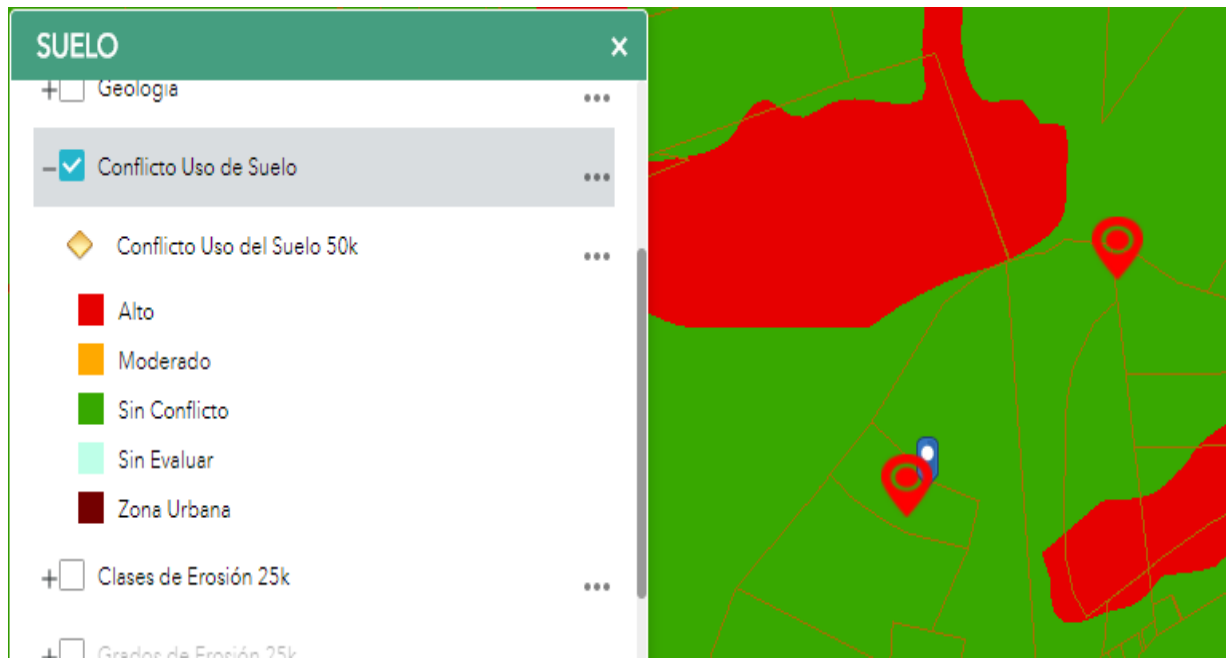 SUELO
Geología
Conflicto Uso de Suelo
Conflicto Uso del Suelo 50k
Alto
Moderado
Sin Conflicto
Sin Evaluar
Zona Urbana
Clases de Erosión 25k
Grados de Erosión 25k